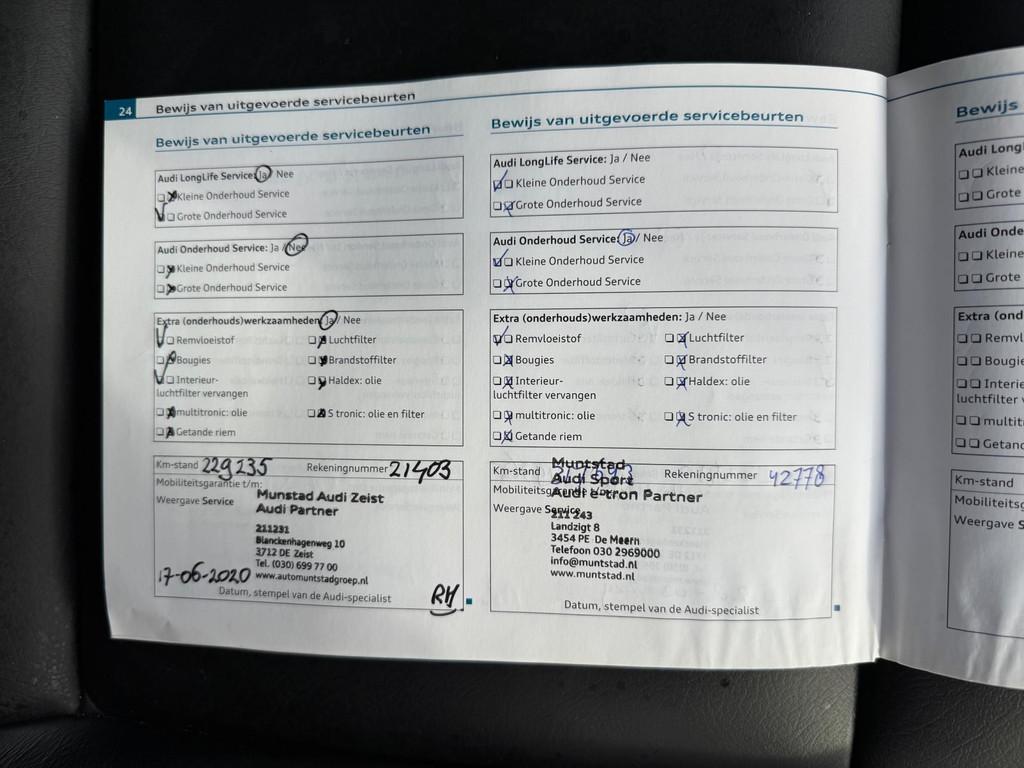 24 Bewijs van uitgevoerde servicebeurten
Bewijs van uitgevoerde servicebeurten
Audi LongLife Service: Ja / Nee
Kleine Onderhoud Service
Grote Onderhoud Service
Audi Onderhoud Service: Ja / Nee
Kleine Onderhoud Service
Grote Onderhoud Service
Extra (onderhouds)werkzaamheden: Ja / Nee
Remvloeistof Luchtfilter
Bougies Brandstoffilter
Interieur- Haldex: olie
luchtfilter vervangen
multitronic: olie S tronic: olie en filter
Getande riem
Km-stand 229235 Rekeningnummer 21403
Mobiliteitsgarantie t/m:
Weergave Service
Munstad Audi Zeist
Audi Partner
211231
Blanckenhagenweg 10
3712 DE Zeist
Tel. (030) 699 77 00
17-06-2020 www.automuntstadgroep.nl
Datum, stempel van de Audi-specialist RH
Bewijs van uitgevoerde servicebeurten
Audi LongLife Service: Ja / Nee
Kleine Onderhoud Service
Grote Onderhoud Service
Audi Onderhoud Service: Ja / Nee
Kleine Onderhoud Service
Grote Onderhoud Service
Extra (onderhouds)werkzaamheden: Ja / Nee
Remvloeistof Luchtfilter
Bougies Brandstoffilter
Interieur- Haldex: olie
luchtfilter vervangen
multitronic: olie S tronic: olie en filter
Getande riem
Km-stand Rekeningnummer 42778
Muntstad
Audi Sport
Audi e-tron Partner
Weergave Service
211 243
Landzigt 8
3454 PE De Meern
Telefoon 030 2969000
info@muntstad.nl
www.muntstad.nl
Datum, stempel van de Audi-specialist
Bewijs
Audi Long
Kleine
Grote
Audi Onde
Kleine
Grote
Extra (ond
Remvl
Bougi
Interie
luchtfilter v
multi
Getand
Km-stand
Mobiliteitsg
Weergave S